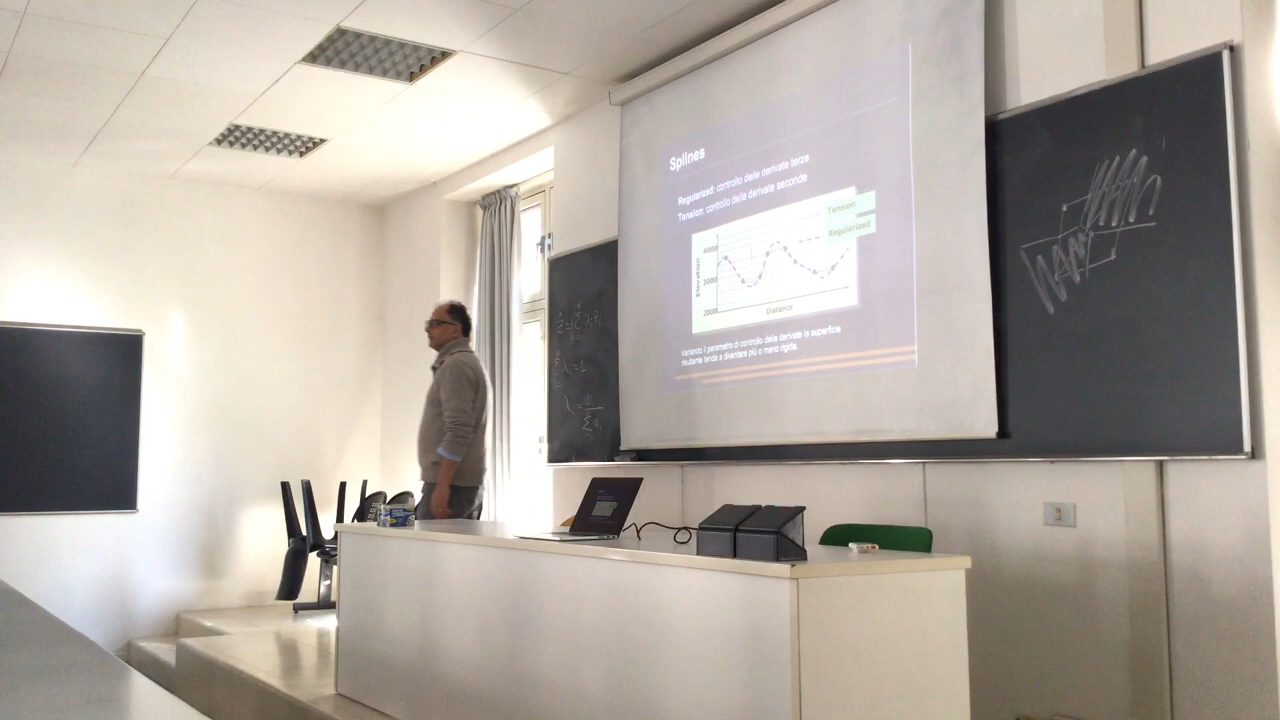 Splines
Regularized: controllo delle derivate terze
Tension: controllo delle derivate seconde
Tension
Regularized
4000
3000
2000
Elevation
Distance
Variando il parametro di controllo delle derivate la superficie
risultante tende a diventare più o meno rigida.